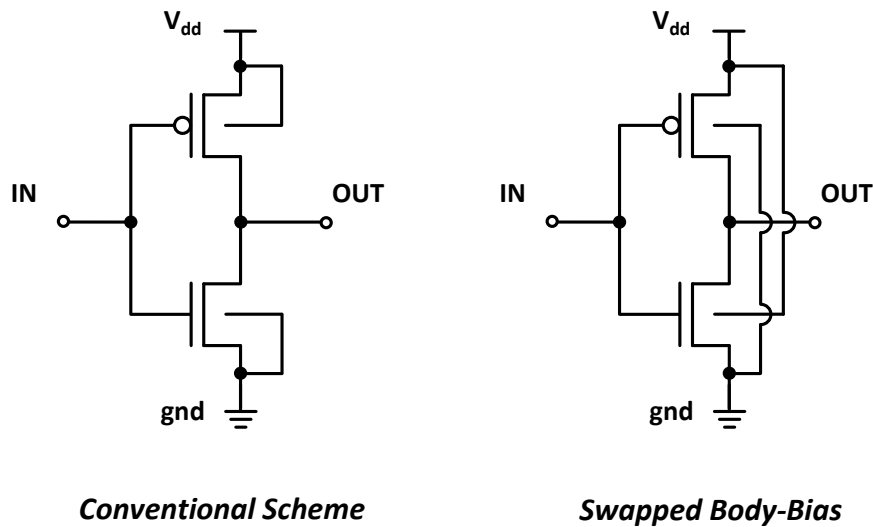 Vdd
IN
OUT
gnd
Conventional Scheme
Vdd
IN
OUT
gnd
Swapped Body-Bias